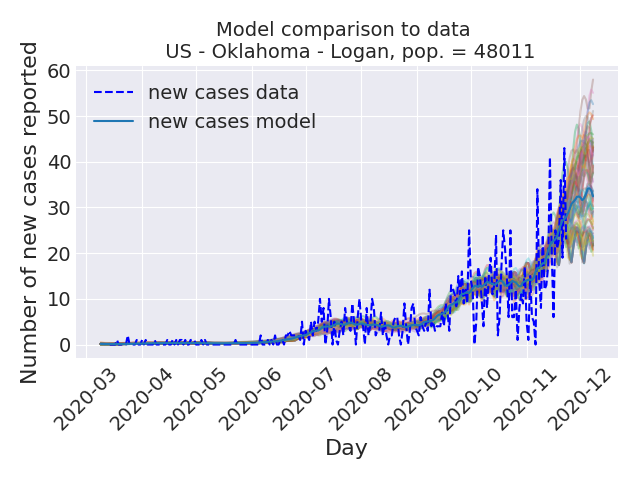 Model comparison to data
US - Oklahoma - Logan, pop. = 48011
new cases data
new cases model
Number of new cases reported
60
50
40
30
20
10
0
2020-03
2020-04
2020-05
2020-06
2020-07
2020-08
2020-09
2020-10
2020-11
2020-12
Day